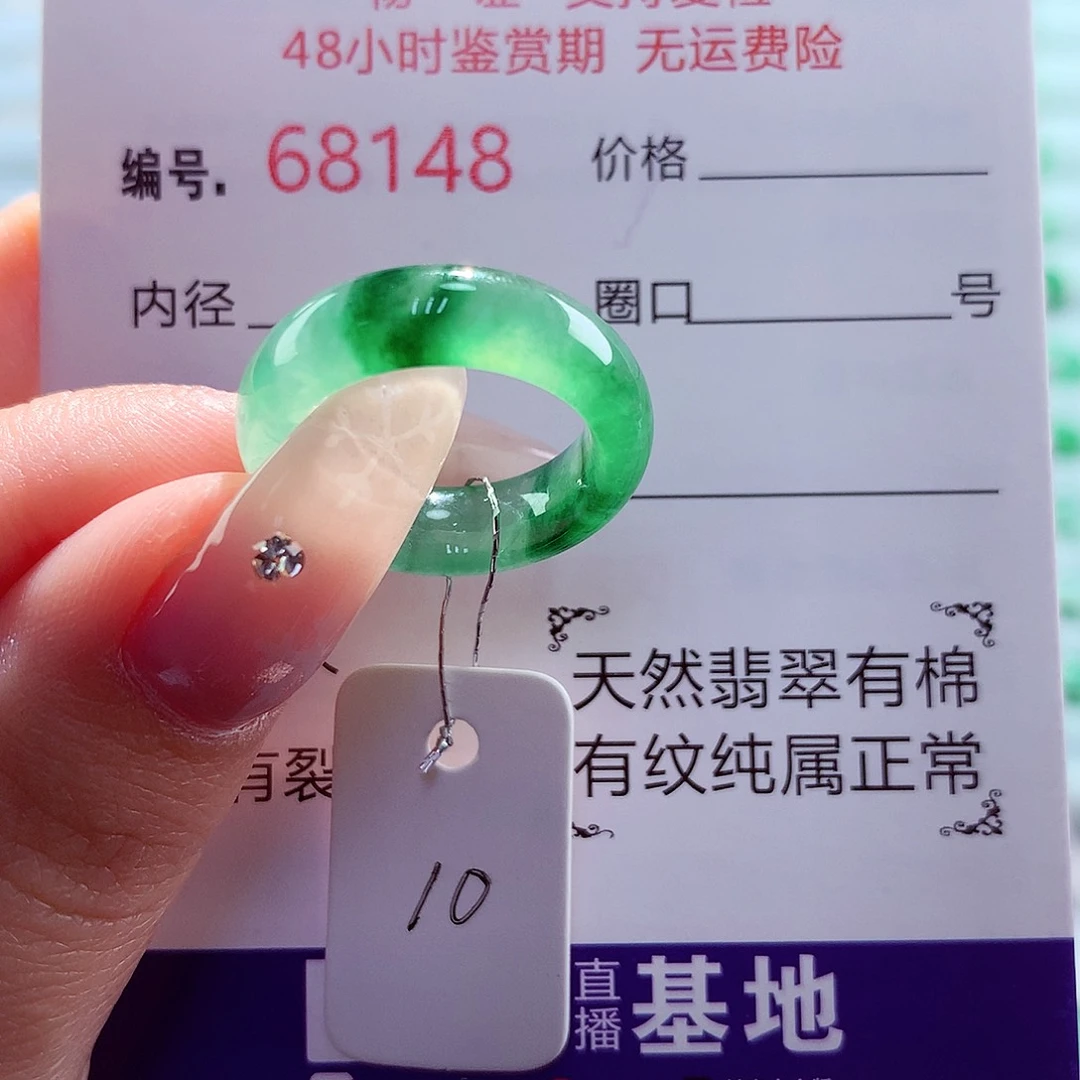 48小时鉴赏期 无运费险
编号. 68148 价格
内径 圈口 号
天然翡翠有棉
有裂 有纹纯属正常
10
直播基地